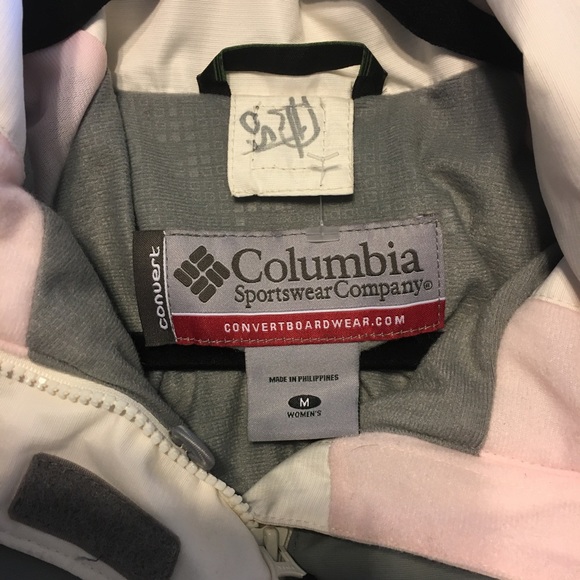 convert
Columbia
Sportswear Company®
CONVERTBOARDWEAR.COM
MADE IN PHILIPPINES
M
WOMEN'S